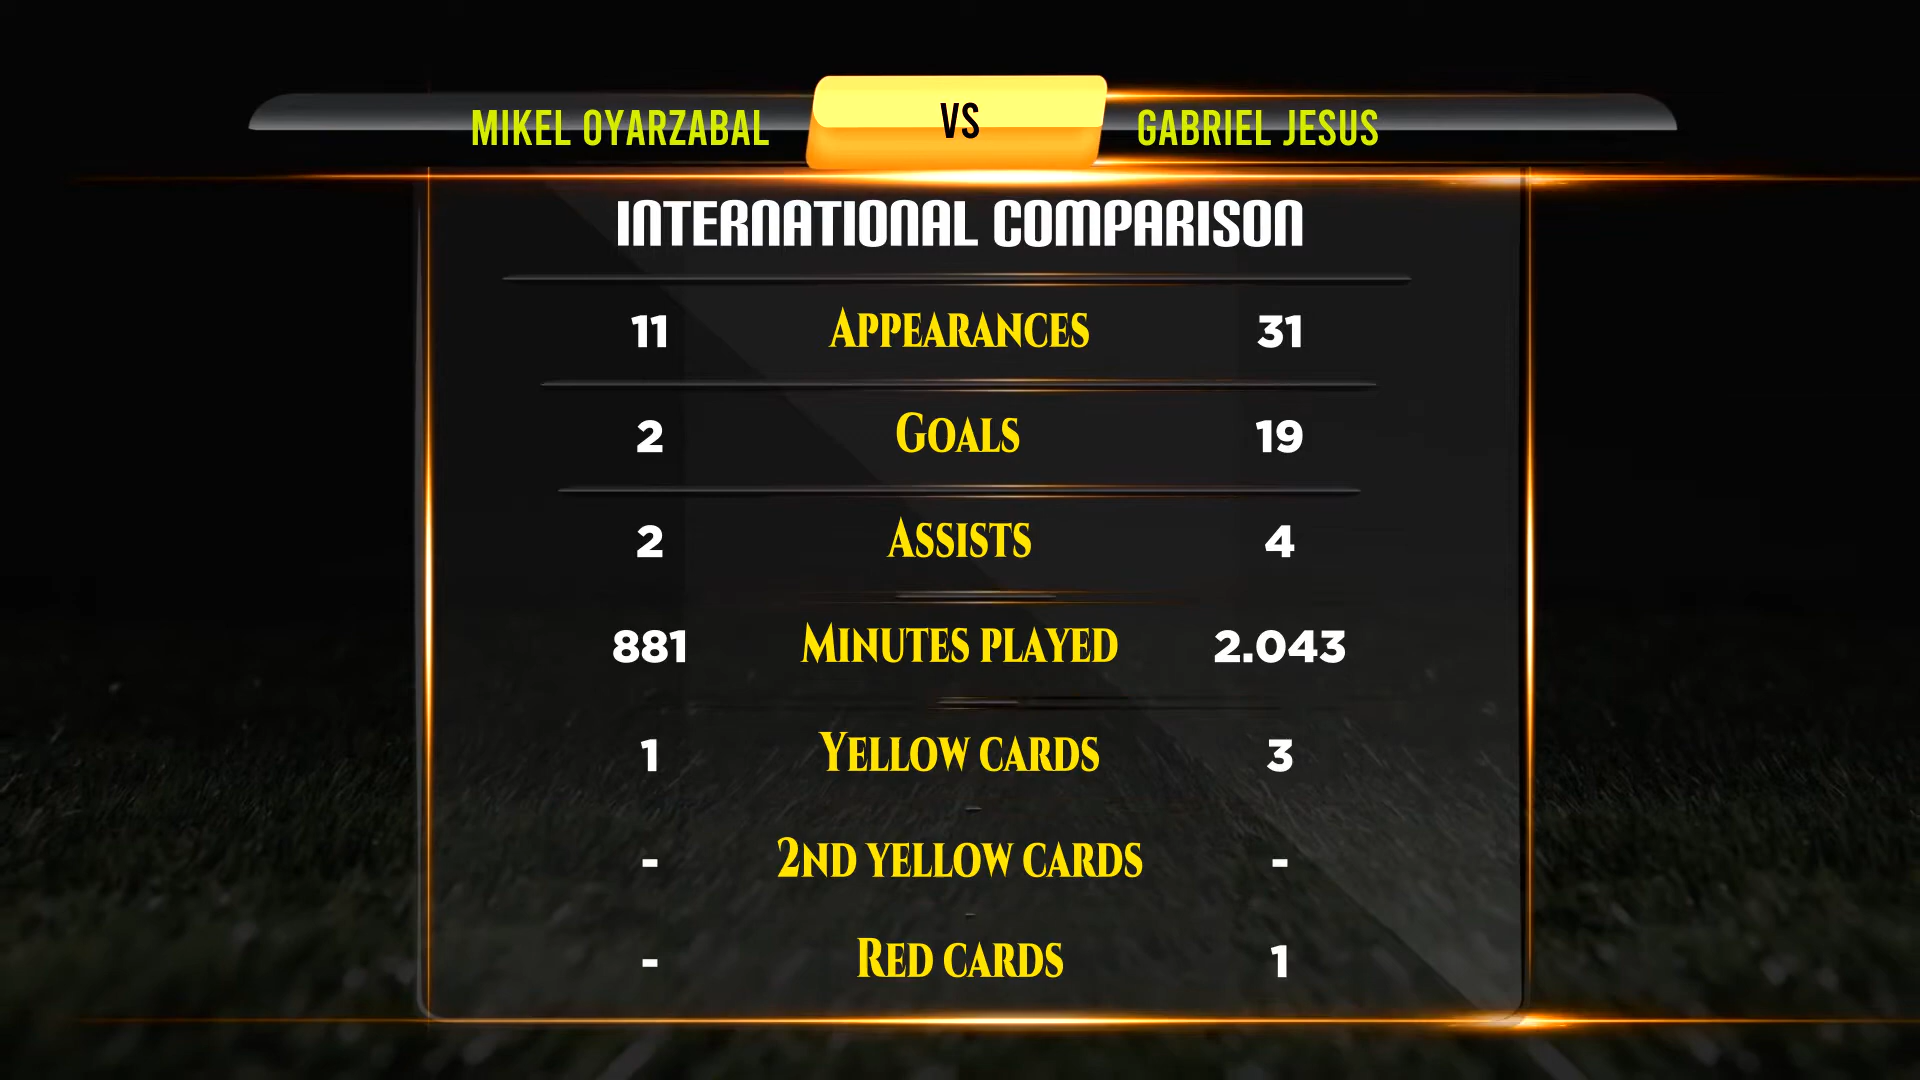 MIKEL OYARZABAL VS GABRIEL JESUS
INTERNATIONAL COMPARISON
11 APPEARANCES 31
2 GOALS 19
2 ASSISTS 4
881 MINUTES PLAYED 2.043
1 YELLOW CARDS 3
- 2ND YELLOW CARDS -
- RED CARDS 1